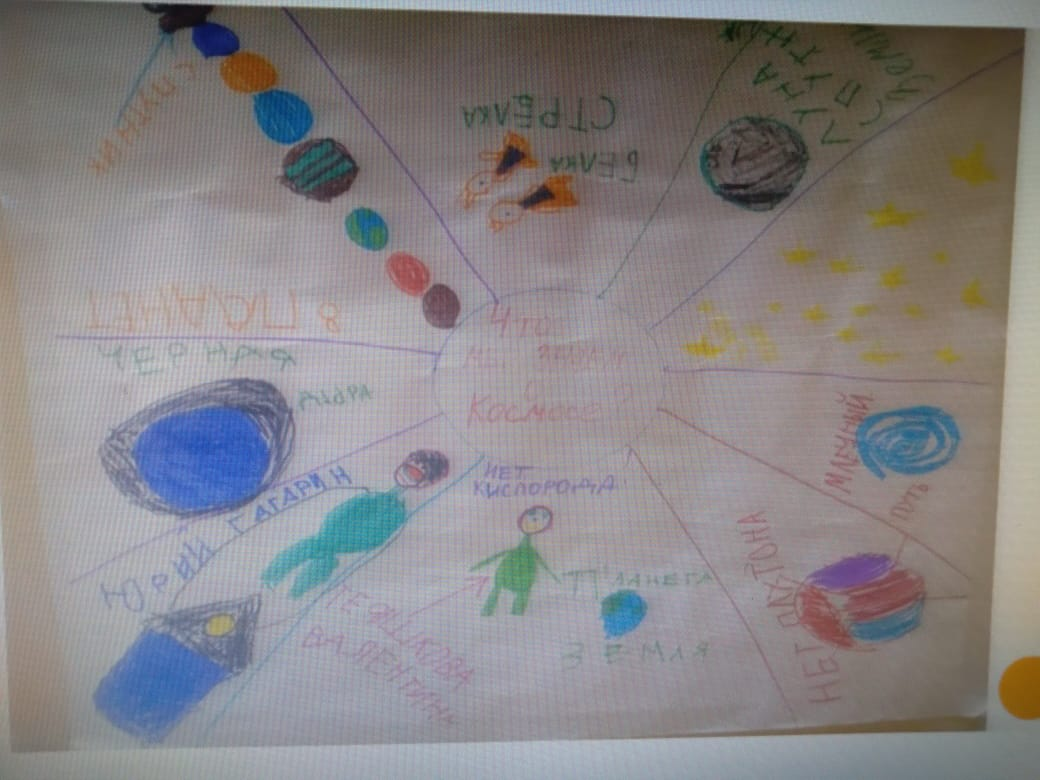 Что
мы знаем
о
космосе?
СПУТНИК
8 ПЛАНЕТ
СТРЕЛКА
БЕЛКА
ЛУНА
СПУТНИК
ЗЕМЛИ
МЛЕЧНЫЙ
ПУТЬ
НЕТ ПЛУТОНА
НЕТ
КИСЛОРОДА
ПЛАНЕТА
ЗЕМЛЯ
ТЕРЕШКОВА
ВАЛЕНТИНА
ЮРИЙ ГАГАРИН
ЧЕРНАЯ
ДЫРА